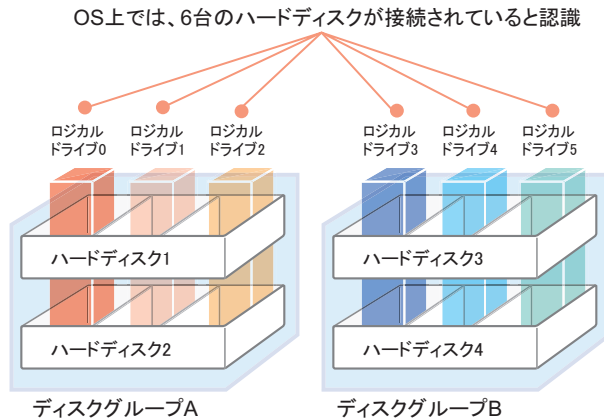 OS上では、6台のハードディスクが接続されていると認識
ロジカル
ドライブ0
ロジカル
ドライブ1
ロジカル
ドライブ2
ロジカル
ドライブ3
ロジカル
ドライブ4
ロジカル
ドライブ5
ハードディスク1
ハードディスク2
ディスクグループA
ハードディスク3
ハードディスク4
ディスクグループB